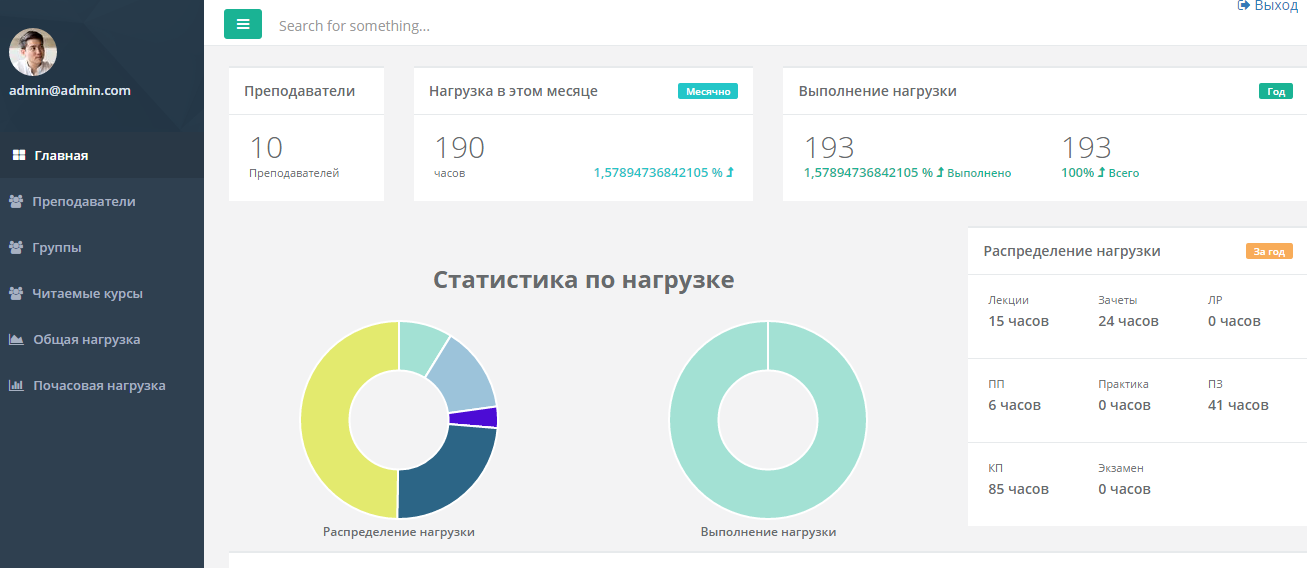 Выход
Search for something...
admin@admin.com
Главная
Преподаватели
Группы
Читаемые курсы
Общая нагрузка
Почасовая нагрузка
Преподаватели
10
Преподавателей
Нагрузка в этом месяце
Месячно
190
часов
1,57894736842105 %
Выполнение нагрузки
Год
193
1,57894736842105 % Выполнено
193
100% Всего
Статистика по нагрузке
Распределение нагрузки
Выполнение нагрузки
Распределение нагрузки
За год
Лекции
15 часов
Зачеты
24 часов
ЛР
0 часов
ПП
6 часов
Практика
0 часов
ПЗ
41 часов
КП
85 часов
Экзамен
0 часов